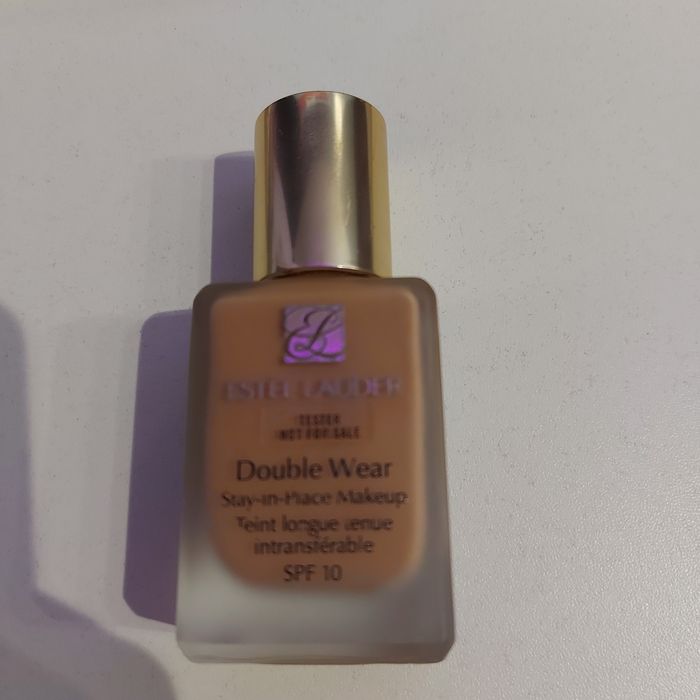 ESTEE LAUDER
TESTER
NOT FOR SALE
Double Wear
Stay-in-Place Makeup
Teint longue tenue
intransférable
SPF 10